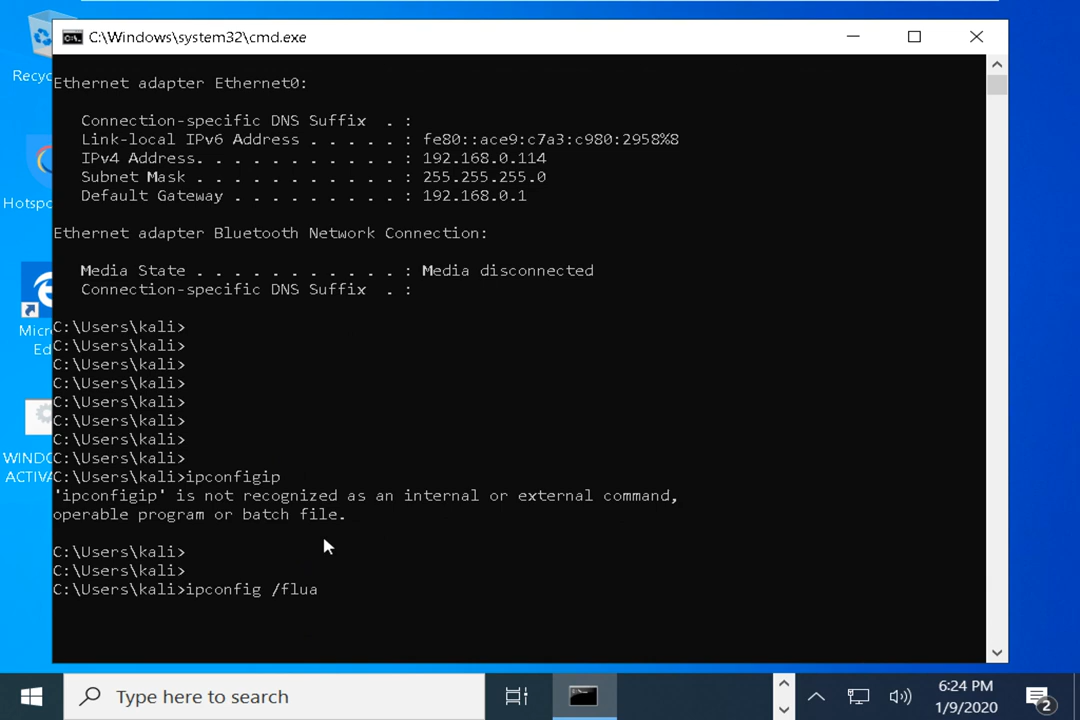 C:\Windows\system32\cmd.exe
Ethernet adapter Ethernet0:
Connection-specific DNS Suffix . :
Link-local IPv6 Address . . . . . : fe80::ace9:c7a3:c980:2958%8
IPv4 Address. . . . . . . . . . . : 192.168.0.114
Subnet Mask . . . . . . . . . . . : 255.255.255.0
Default Gateway . . . . . . . . . : 192.168.0.1
Ethernet adapter Bluetooth Network Connection:
Media State . . . . . . . . . . . : Media disconnected
Connection-specific DNS Suffix . :
C:\Users\kali>
C:\Users\kali>
C:\Users\kali>
C:\Users\kali>
C:\Users\kali>
C:\Users\kali>
C:\Users\kali>
C:\Users\kali>
C:\Users\kali>ipconfigip
'ipconfigip' is not recognized as an internal or external command,
operable program or batch file.
C:\Users\kali>
C:\Users\kali>
C:\Users\kali>ipconfig /flua
Recyc
Hotspo
Micr
Ed
WINDO
ACTIVA
Type here to search
6:24 PM
1/9/2020
2